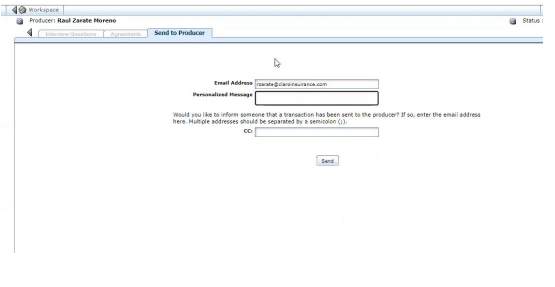 Workspace
Producer: Raul Zarate Moreno
Status :
Interview Questions
Agreements
Send to Producer
Email Address
rzarate@claroinsurance.com
Personalized Message
Would you like to inform someone that a transaction has been sent to the producer? If so, enter the email address
here. Multiple addresses should be separated by a semicolon (;).
CC:
Send